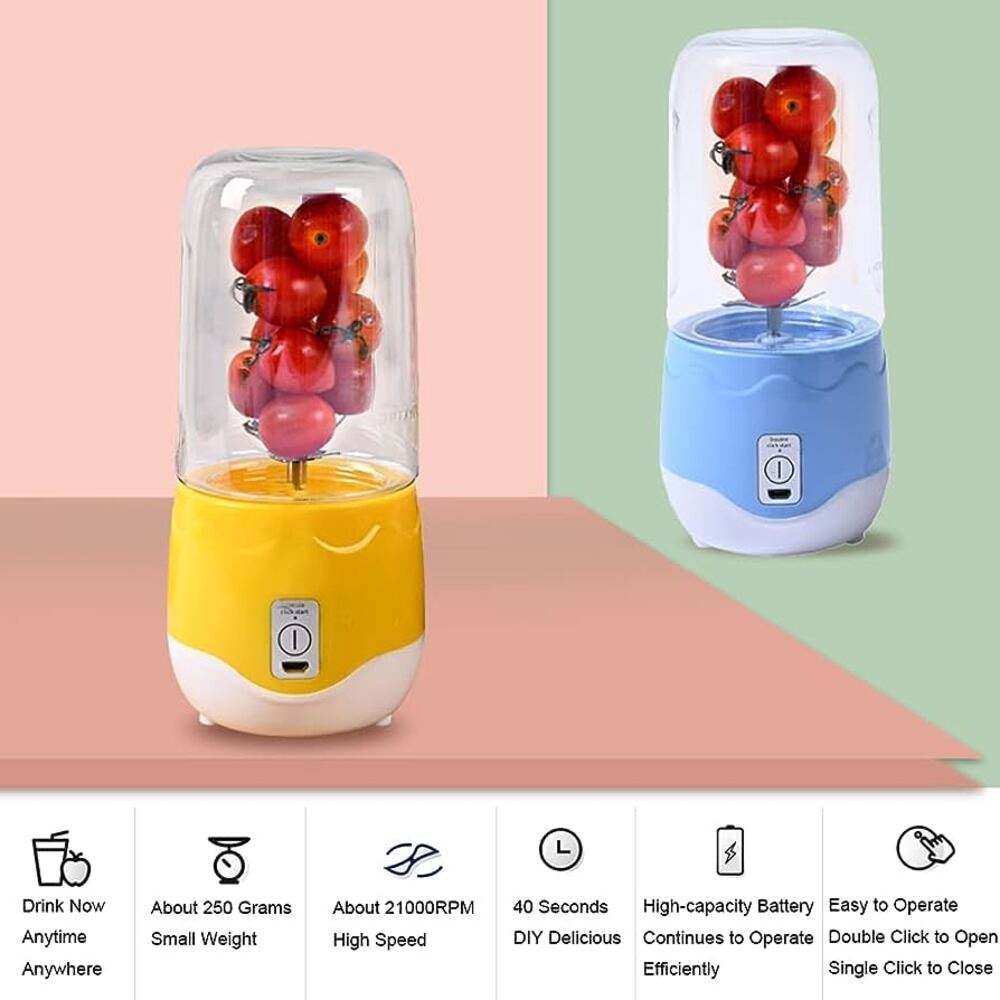 Double
click start
click start
Drink Now
Anytime
Anywhere
About 250 Grams
Small Weight
About 21000RPM
High Speed
40 Seconds
DIY Delicious
High-capacity Battery
Continues to Operate
Efficiently
Easy to Operate
Double Click to Open
Single Click to Close